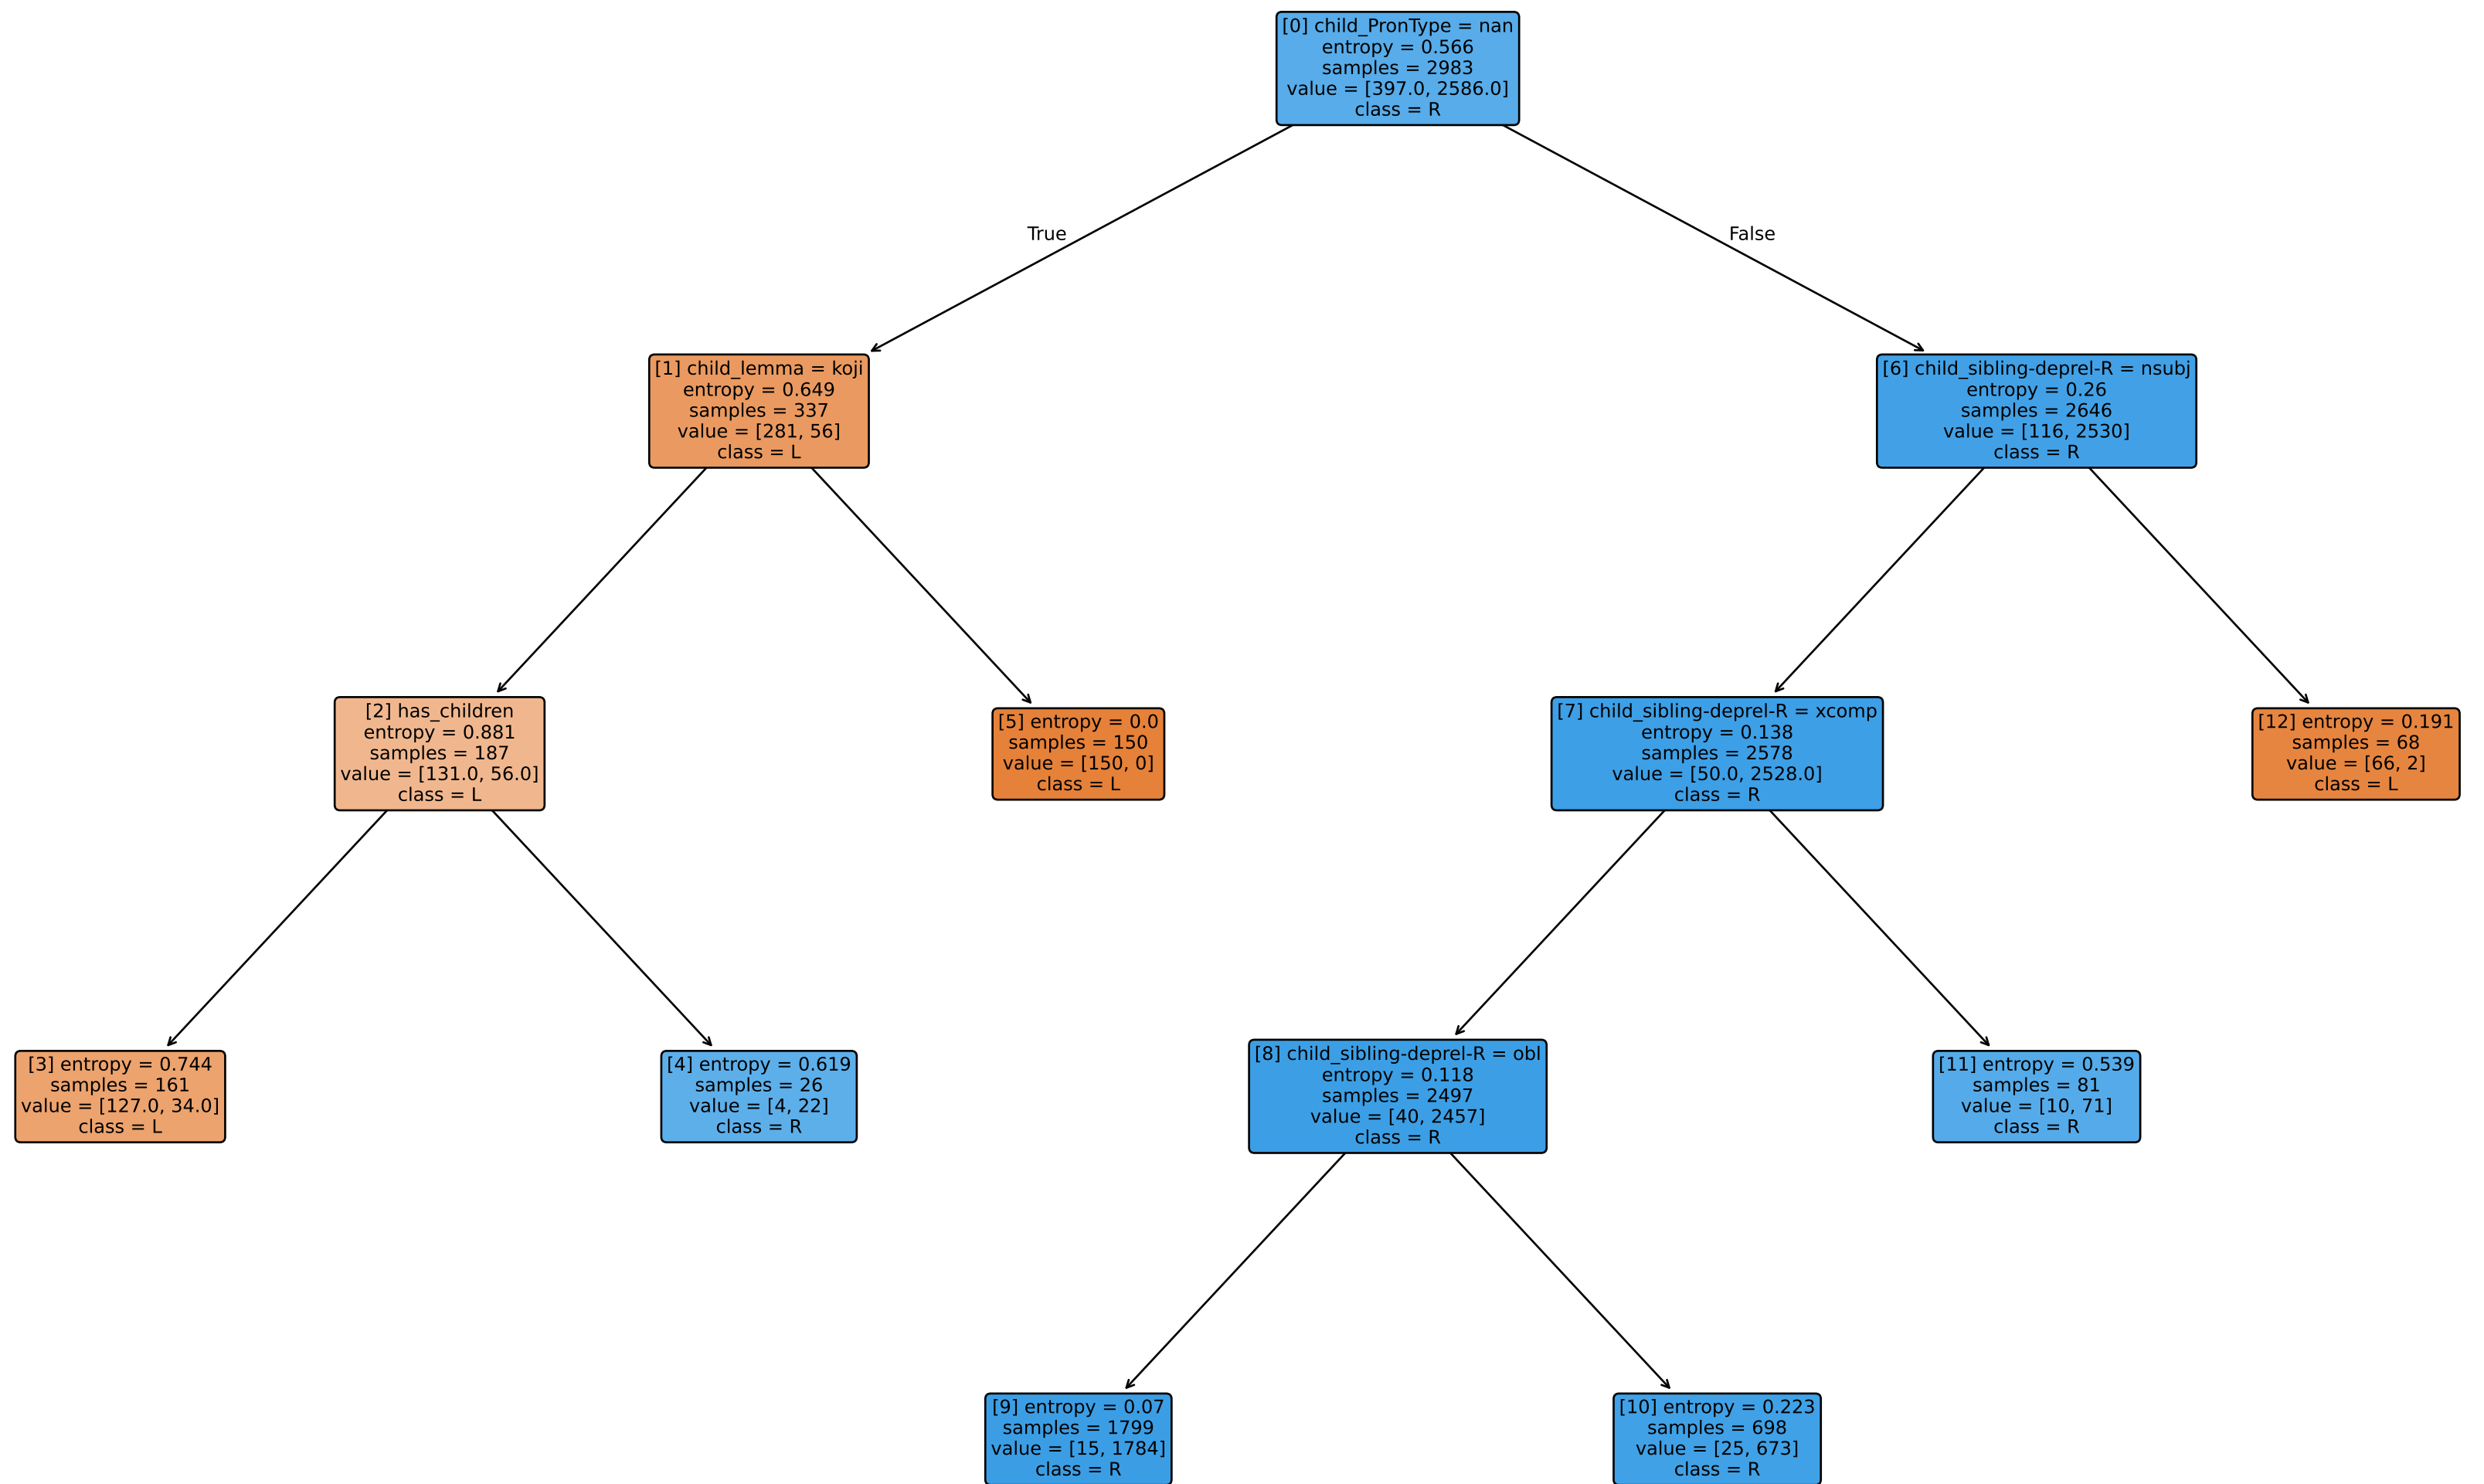 [0] child_PronType = nan
entropy = 0.566
samples = 2983
value = [397.0, 2586.0]
class = R
True
False
[1] child_lemma = koji
entropy = 0.649
samples = 337
value = [281, 56]
class = L
[6] child_sibling-deprel-R = nsubj
entropy = 0.26
samples = 2646
value = [116, 2530]
class = R
[2] has_children
entropy = 0.881
samples = 187
value = [131.0, 56.0]
class = L
[5] entropy = 0.0
samples = 150
value = [150, 0]
class = L
[7] child_sibling-deprel-R = xcomp
entropy = 0.138
samples = 2578
value = [50.0, 2528.0]
class = R
[12] entropy = 0.191
samples = 68
value = [66, 2]
class = L
[3] entropy = 0.744
samples = 161
value = [127.0, 34.0]
class = L
[4] entropy = 0.619
samples = 26
value = [4, 22]
class = R
[8] child_sibling-deprel-R = obl
entropy = 0.118
samples = 2497
value = [40, 2457]
class = R
[11] entropy = 0.539
samples = 81
value = [10, 71]
class = R
[9] entropy = 0.07
samples = 1799
value = [15, 1784]
class = R
[10] entropy = 0.223
samples = 698
value = [25, 673]
class = R